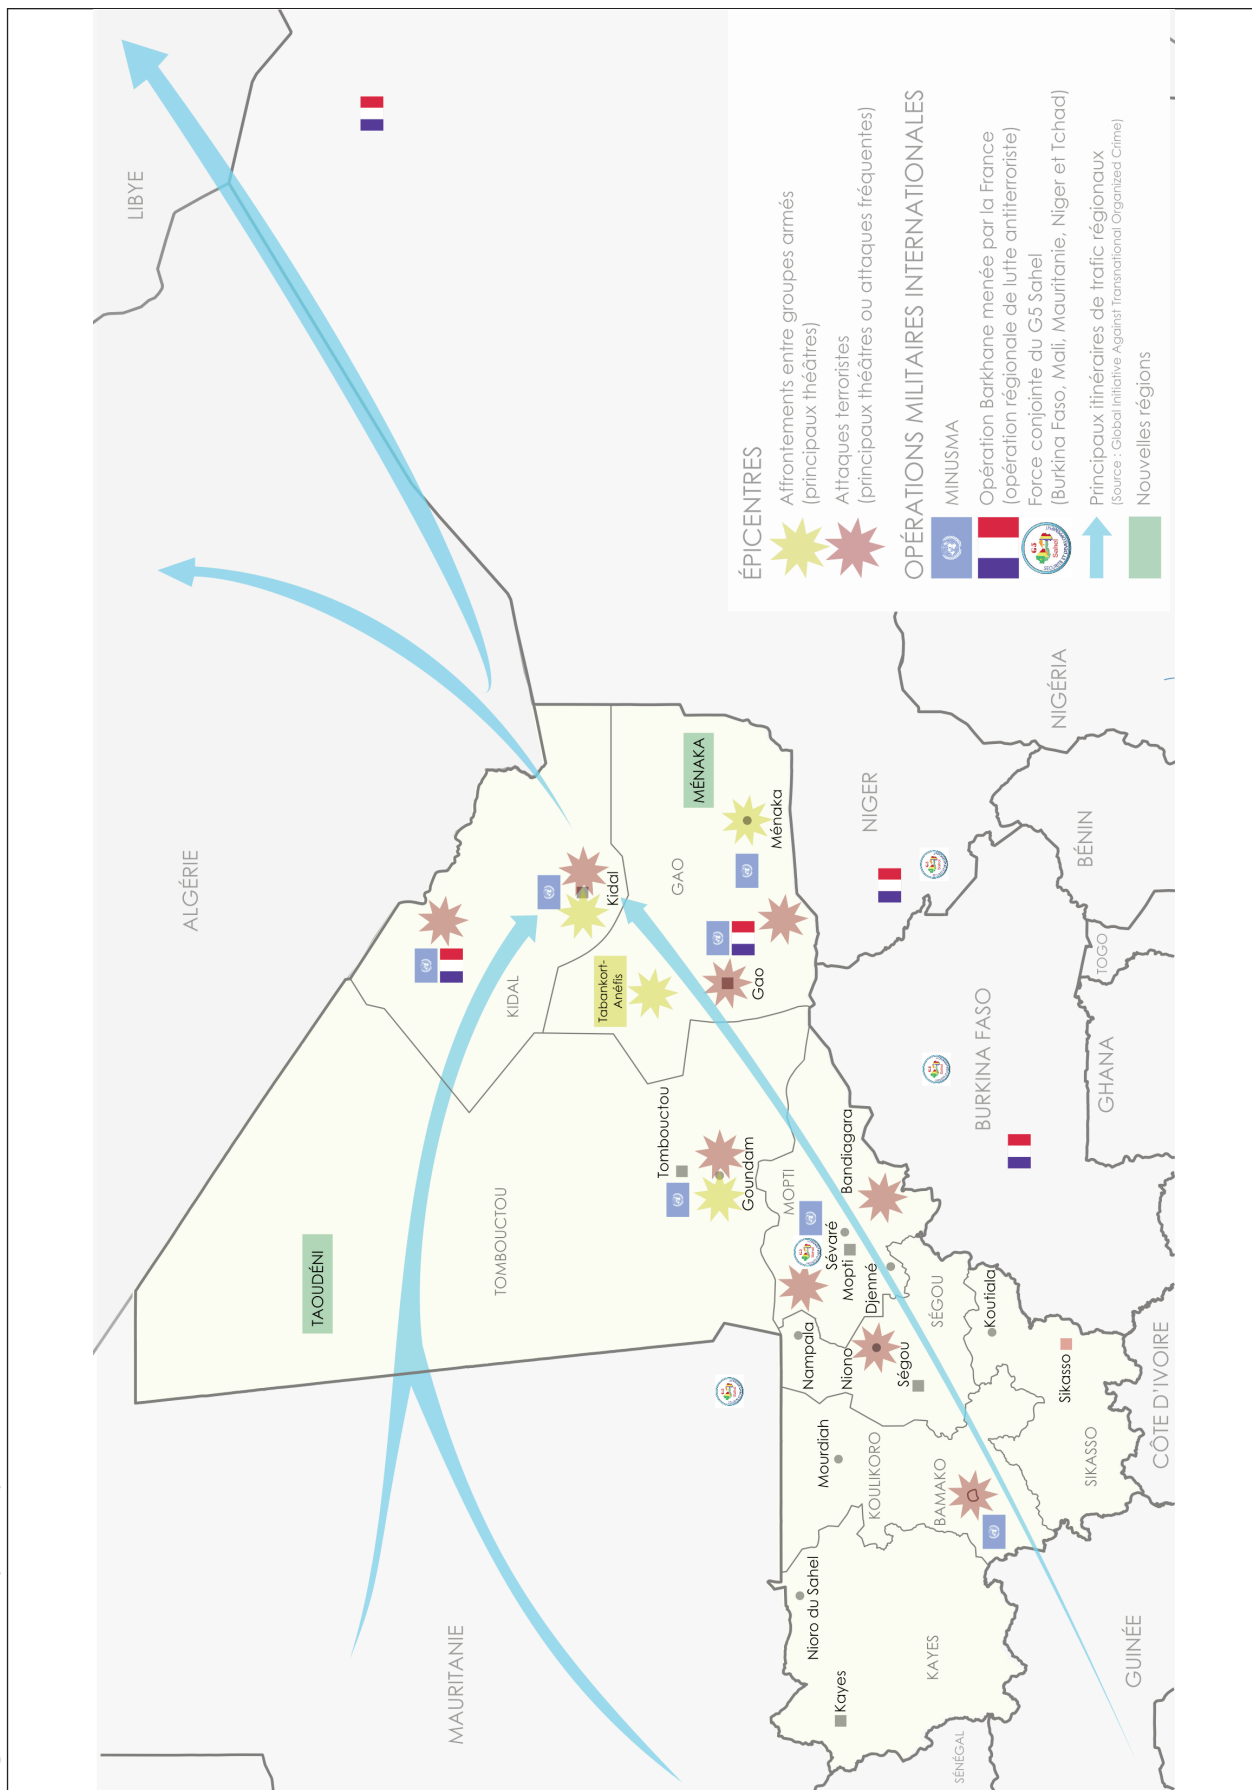 LIBYE
ALGÉRIE
MAURITANIE
TAOUDÉNI
TOMBOUCTOU
KIDAL
Kidal
Tabankort-
Anéfis
GAO
MÉNAKA
Ménaka
Gao
NIGER
Tombouctou
Goundam
MOPTI
Bandiagara
Sévaré
Mopti
Djenné
Nampala
Niono
Ségou
SÉGOU
Koutiala
Sikasso
SIKASSO
Mourdiah
KOULIKORO
BAMAKO
Nioro du Sahel
Kayes
KAYES
SÉNÉGAL
GUINÉE
CÔTE D'IVOIRE
BURKINA FASO
GHANA
TOGO
BÉNIN
NIGÉRIA
ÉPICENTRES
Affrontements entre groupes armés
(principaux théâtres)
Attaques terroristes
(principaux théâtres ou attaques fréquentes)
OPÉRATIONS MILITAIRES INTERNATIONALES
MINUSMA
Opération Barkhane menée par la France
(opération régionale de lutte antiterroriste)
Force conjointe du G5 Sahel
(Burkina Faso, Mali, Mauritanie, Niger et Tchad)
Principaux itinéraires de trafic régionaux
(Source : Global Initiative Against Transnational Organized Crime)
Nouvelles régions